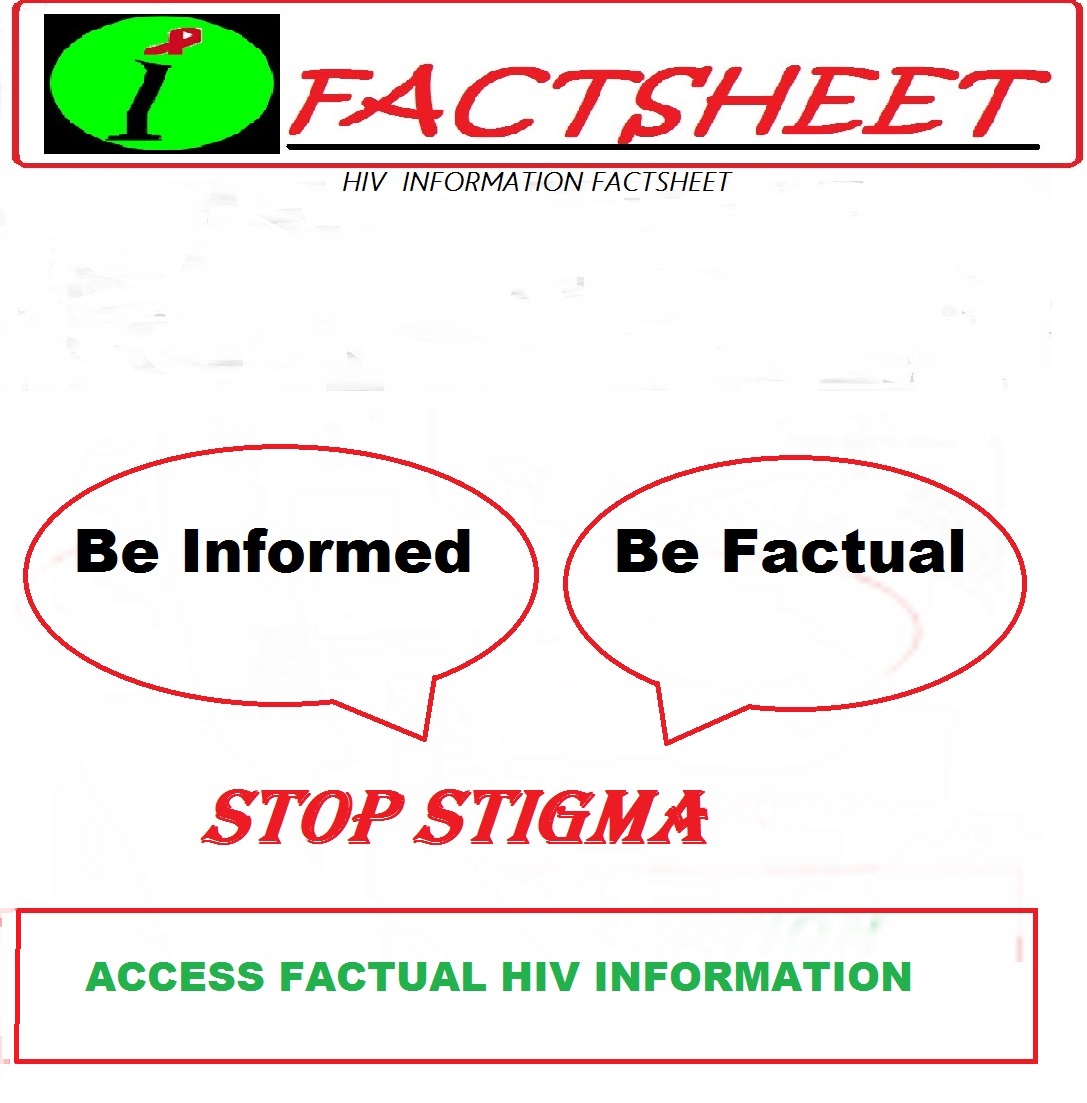 i FACTSHEET
HIV INFORMATION FACTSHEET
Be Informed
Be Factual
STOP STIGMA
ACCESS FACTUAL HIV INFORMATION